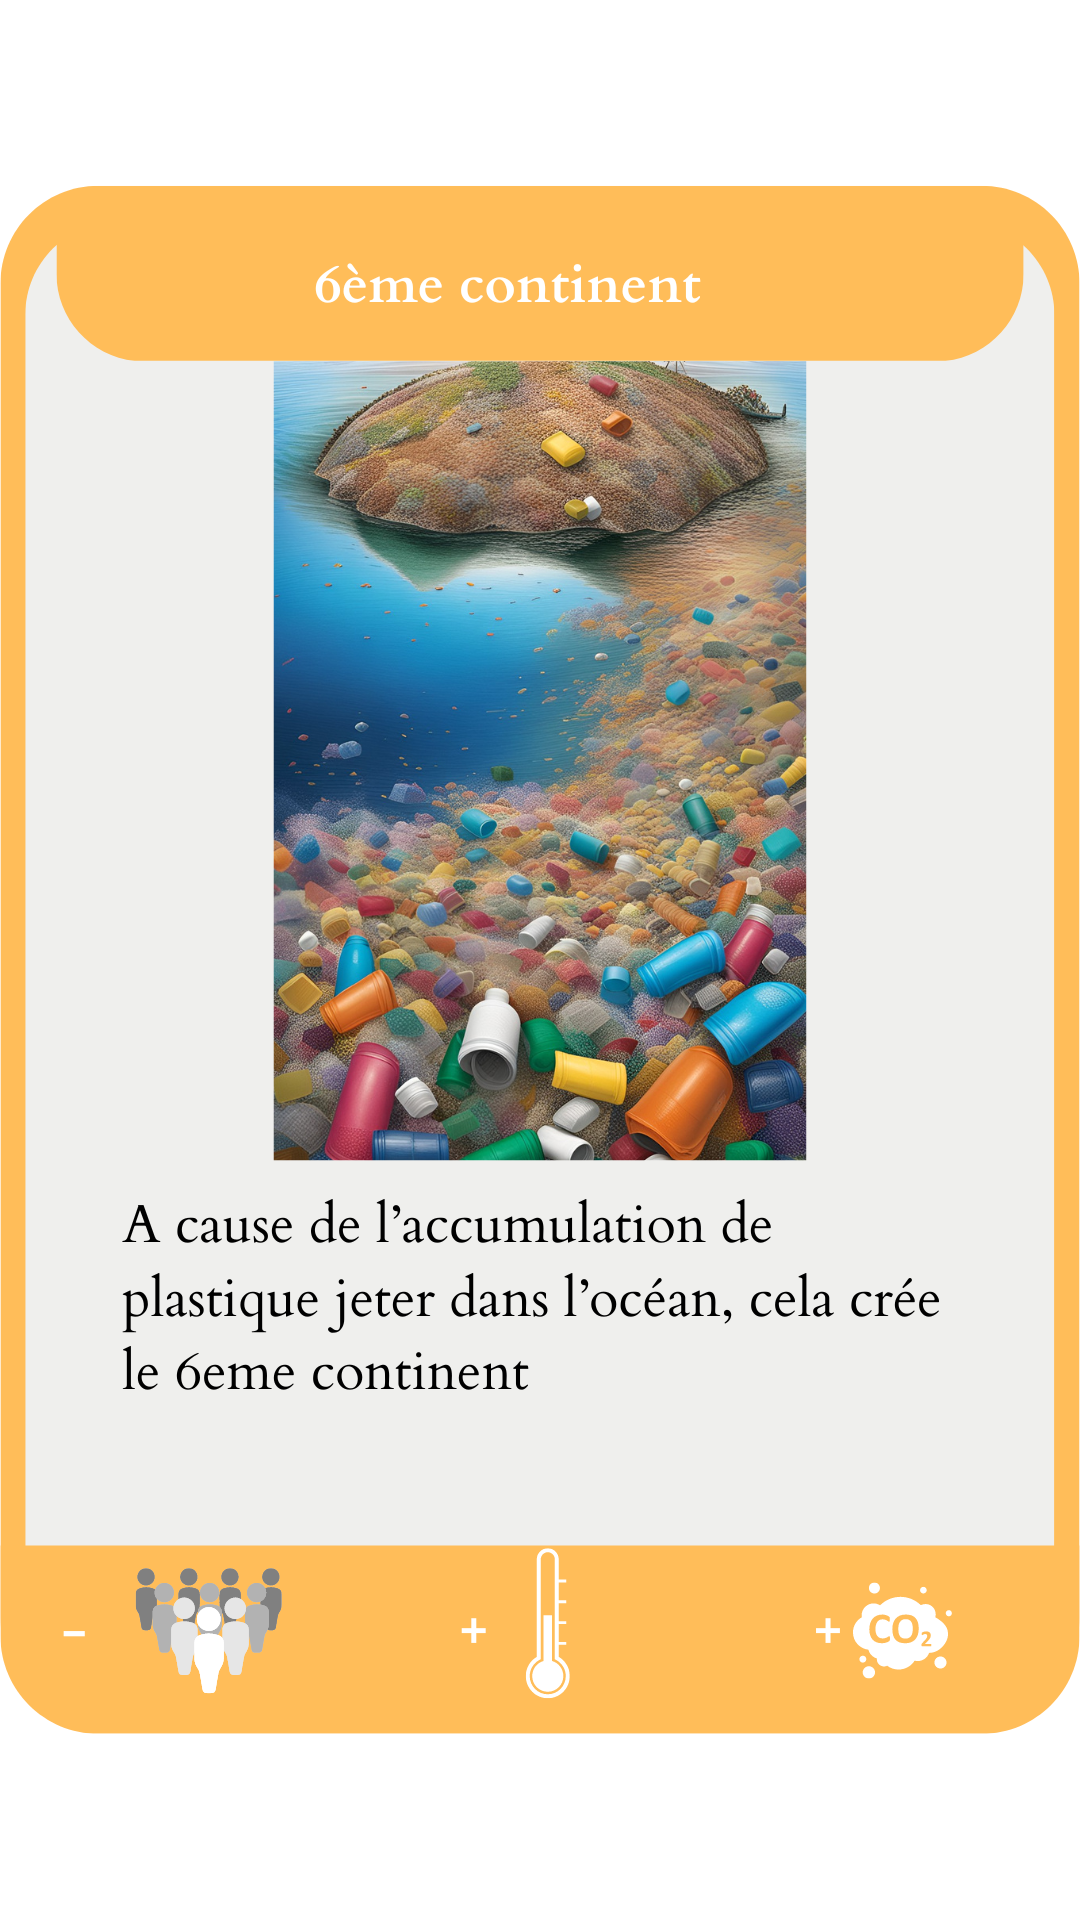 6ème continent
A cause de l’accumulation de
plastique jeter dans l’océan, cela crée
le 6eme continent
- + + CO₂